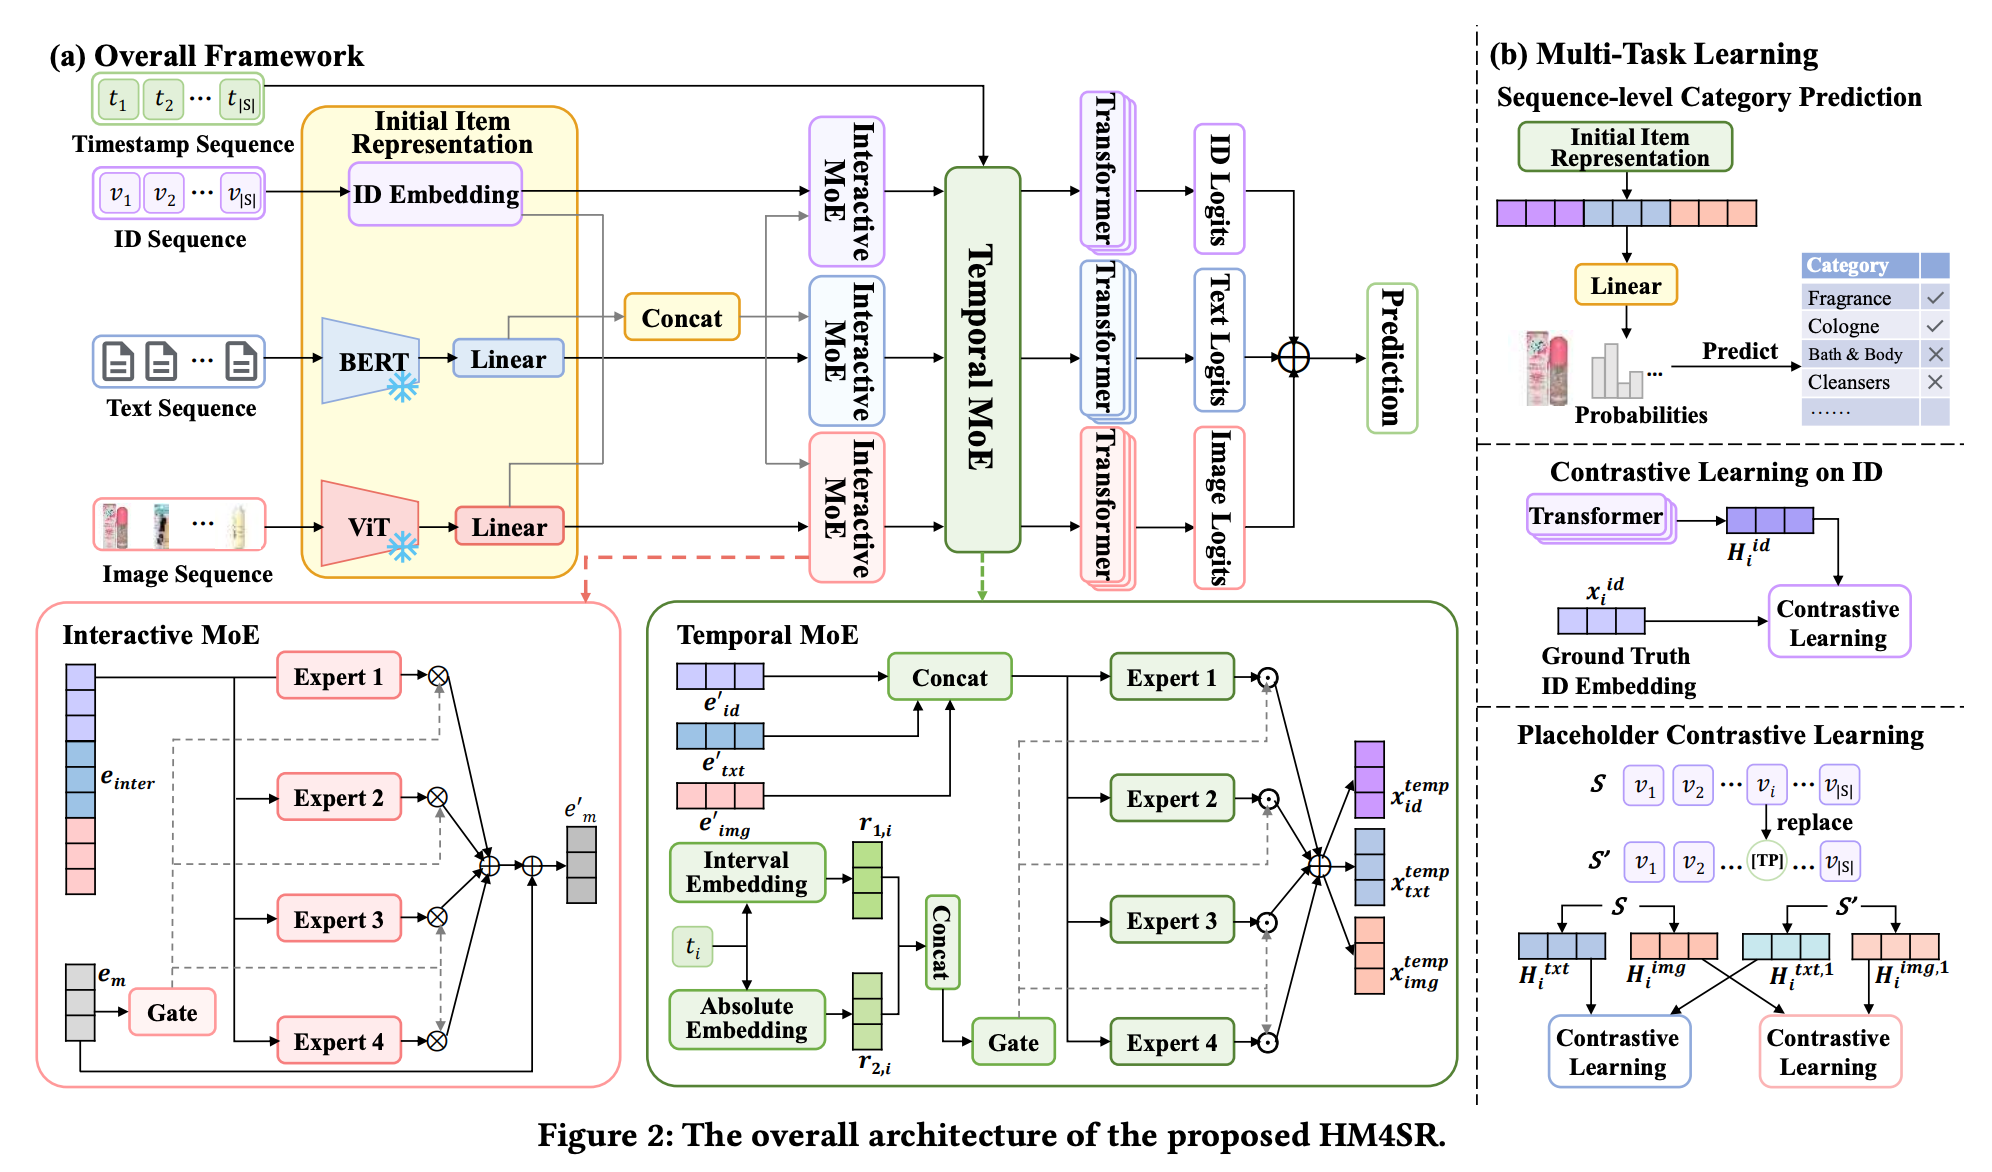 (a) Overall Framework
t1 t2 ··· t|S|
Timestamp Sequence
v1 v2 ··· v|S|
ID Sequence
···
Text Sequence
···
Image Sequence
Initial Item
Representation
ID Embedding
BERT
Linear
ViT
Linear
Concat
Interactive
MoE
Interactive
MoE
Interactive
MoE
Temporal MoE
Transformer
Transformer
Transformer
ID Logits
Text Logits
Image Logits
Prediction
Interactive MoE
e_inter
e_m
Gate
Expert 1
Expert 2
Expert 3
Expert 4
e'_m
Temporal MoE
e'_id
e'_txt
e'_img
Concat
Interval
Embedding
t_i
Absolute
Embedding
r_1,i
r_2,i
Concat
Gate
Expert 1
Expert 2
Expert 3
Expert 4
x_id^temp
x_txt^temp
x_img^temp
(b) Multi-Task Learning
Sequence-level Category Prediction
Initial Item
Representation
Linear
...
Probabilities
Predict
Category
Fragrance ✓
Cologne ✓
Bath & Body ✕
Cleansers ✕
······
Contrastive Learning on ID
Transformer
H_i^id
x_i^id
Ground Truth
ID Embedding
Contrastive
Learning
Placeholder Contrastive Learning
S v1 v2 ··· v_i ··· v|S|
replace
S' v1 v2 ··· [TP] ··· v|S|
S S'
H_i^txt H_i^img H_i^txt,1 H_i^img,1
Contrastive
Learning
Contrastive
Learning
Figure 2: The overall architecture of the proposed HM4SR.